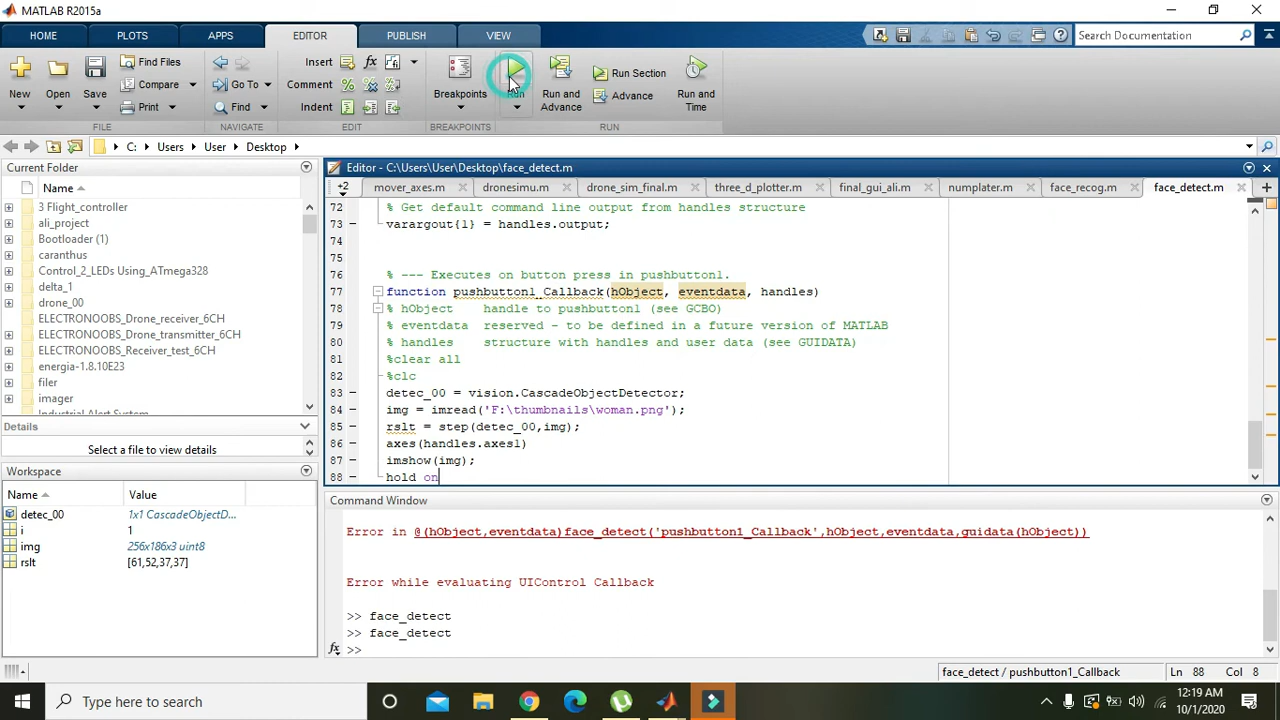 MATLAB R2015a
HOME PLOTS APPS EDITOR PUBLISH VIEW Search Documentation
New Open Save Find Files Compare Print Go To Find Insert Comment Indent Breakpoints Run Run and Advance Run Section Advance Run and Time
FILE NAVIGATE EDIT BREAKPOINTS RUN
C: Users User Desktop
Current Folder
Name
3 Flight_controller
ali_project
Bootloader (1)
caranthus
Control_2_LEDs Using_ATmega328
delta_1
drone_00
ELECTRONOOBS_Drone_receiver_6CH
ELECTRONOOBS_Drone_transmitter_6CH
ELECTRONOOBS_Receiver_test_6CH
energia-1.8.10E23
filer
imager
Industrial Alert System
Details
Select a file to view details
Workspace
Name Value
detec_00 1x1 CascadeObjectD...
i 1
img 256x186x3 uint8
rslt [61,52,37,37]
Editor - C:\Users\User\Desktop\face_detect.m
+2 mover_axes.m dronesimu.m drone_sim_final.m three_d_plotter.m final_gui_ali.m numplater.m face_recog.m face_detect.m
72 % Get default command line output from handles structure
73 varargout{1} = handles.output;
74
75
76 % --- Executes on button press in pushbutton1.
77 function pushbutton1_Callback(hObject, eventdata, handles)
78 % hObject    handle to pushbutton1 (see GCBO)
79 % eventdata  reserved - to be defined in a future version of MATLAB
80 % handles    structure with handles and user data (see GUIDATA)
81 %clear all
82 %clc
83 detec_00 = vision.CascadeObjectDetector;
84 img = imread('F:\thumbnails\woman.png');
85 rslt = step(detec_00,img);
86 axes(handles.axes1)
87 imshow(img);
88 hold on
Command Window
Error in @(hObject,eventdata)face_detect('pushbutton1_Callback',hObject,eventdata,guidata(hObject))
Error while evaluating UIControl Callback
>> face_detect
>> face_detect
fx >>
face_detect / pushbutton1_Callback Ln 88 Col 8
Type here to search
12:19 AM
10/1/2020